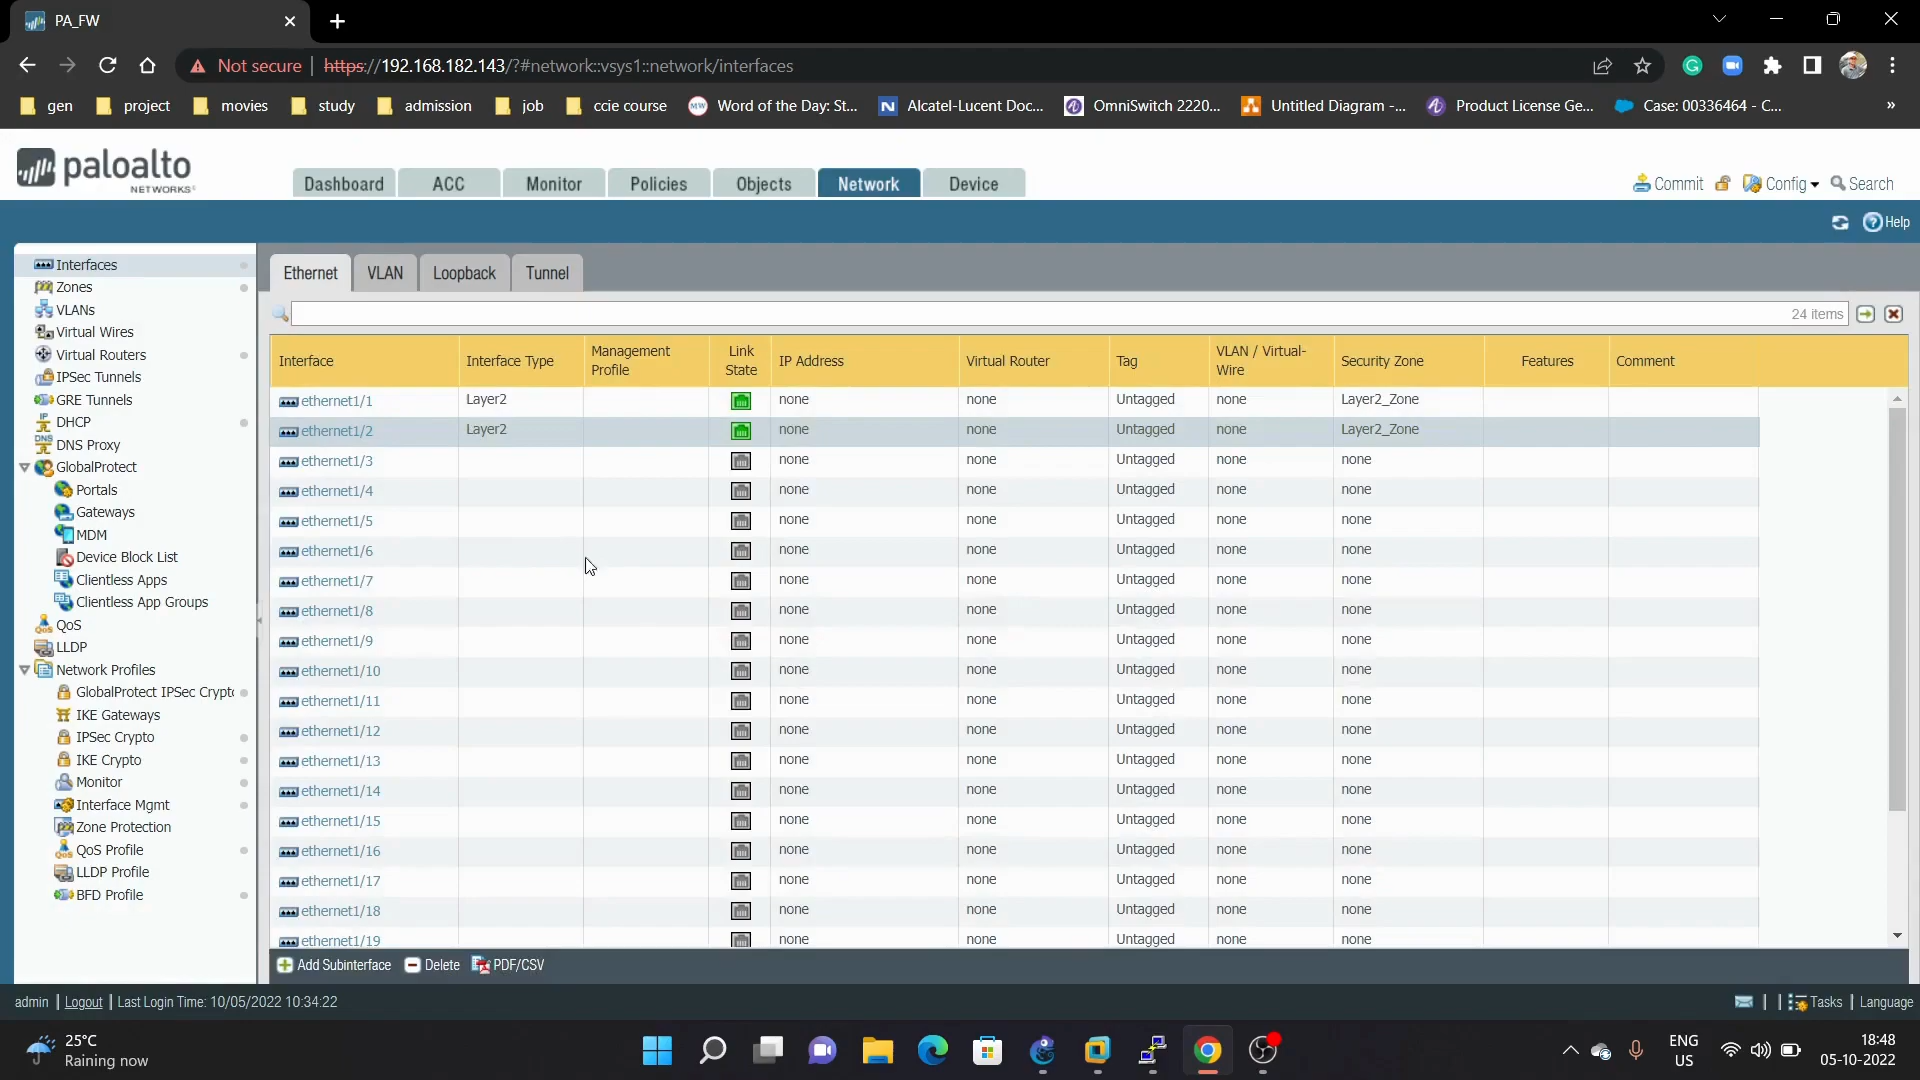 PA_FW
Not secure | https://192.168.182.143/?#network::vsys1::network/interfaces
gen project movies study admission job ccie course Word of the Day: St... Alcatel-Lucent Doc... OmniSwitch 2220... Untitled Diagram -... Product License Ge... Case: 00336464 - C... »
paloalto
NETWORKS
Dashboard ACC Monitor Policies Objects Network Device
Commit Config Search
Help
Interfaces
Zones
VLANs
Virtual Wires
Virtual Routers
IPSec Tunnels
GRE Tunnels
DHCP
DNS Proxy
GlobalProtect
Portals
Gateways
MDM
Device Block List
Clientless Apps
Clientless App Groups
QoS
LLDP
Network Profiles
GlobalProtect IPSec Crypto
IKE Gateways
IPSec Crypto
IKE Crypto
Monitor
Interface Mgmt
Zone Protection
QoS Profile
LLDP Profile
BFD Profile
Ethernet VLAN Loopback Tunnel
24 items
Interface Interface Type Management Profile Link State IP Address Virtual Router Tag VLAN / Virtual-Wire Security Zone Features Comment
ethernet1/1 Layer2 none none Untagged none Layer2_Zone
ethernet1/2 Layer2 none none Untagged none Layer2_Zone
ethernet1/3 none none Untagged none none
ethernet1/4 none none Untagged none none
ethernet1/5 none none Untagged none none
ethernet1/6 none none Untagged none none
ethernet1/7 none none Untagged none none
ethernet1/8 none none Untagged none none
ethernet1/9 none none Untagged none none
ethernet1/10 none none Untagged none none
ethernet1/11 none none Untagged none none
ethernet1/12 none none Untagged none none
ethernet1/13 none none Untagged none none
ethernet1/14 none none Untagged none none
ethernet1/15 none none Untagged none none
ethernet1/16 none none Untagged none none
ethernet1/17 none none Untagged none none
ethernet1/18 none none Untagged none none
ethernet1/19 none none Untagged none none
Add Subinterface Delete PDF/CSV
admin | Logout | Last Login Time: 10/05/2022 10:34:22
Tasks | Language
25°C
Raining now
ENG
US
18:48
05-10-2022